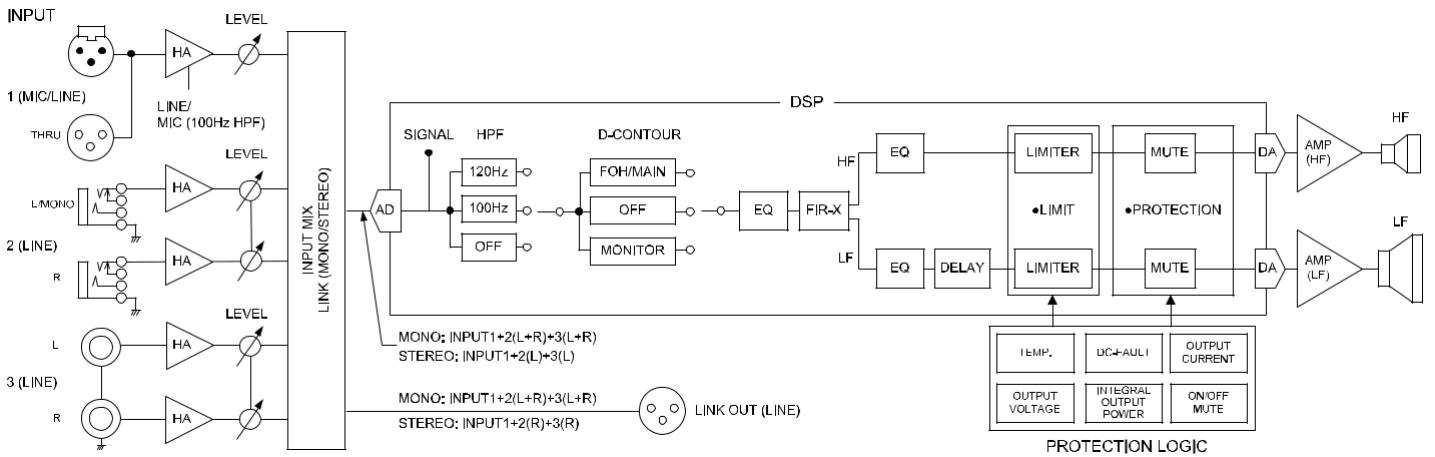 INPUT
1 (MIC/LINE)
THRU
HA
LINE/
MIC (100Hz HPF)
LEVEL
L/MONO
2 (LINE)
R
HA
HA
LEVEL
L
3 (LINE)
R
HA
HA
LEVEL
INPUT MIX
LINK (MONO/STEREO)
MONO: INPUT1+2(L+R)+3(L+R)
STEREO: INPUT1+2(L)+3(L)
MONO: INPUT1+2(L+R)+3(L+R)
STEREO: INPUT1+2(R)+3(R)
LINK OUT (LINE)
DSP
AD
SIGNAL
HPF
120Hz
100Hz
OFF
D-CONTOUR
FOH/MAIN
OFF
MONITOR
EQ
FIR-X
HF
EQ
LF
EQ
DELAY
LIMITER
●LIMIT
LIMITER
MUTE
●PROTECTION
MUTE
DA
AMP
(HF)
HF
DA
AMP
(LF)
LF
TEMP.
DC-FAULT
OUTPUT
CURRENT
OUTPUT
VOLTAGE
INTEGRAL
OUTPUT
POWER
ON/OFF
MUTE
PROTECTION LOGIC